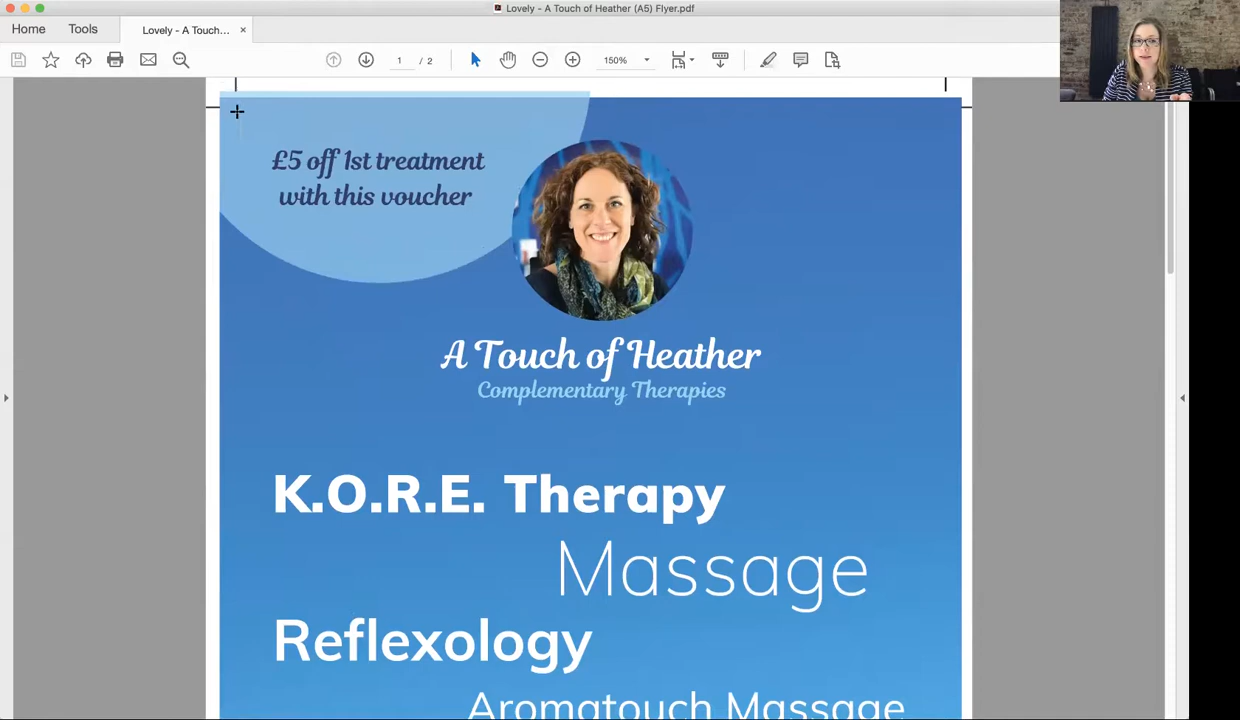 Lovely - A Touch of Heather (A5) Flyer.pdf
Home
Tools
Lovely - A Touch...
1
/ 2
150%
£5 off 1st treatment
with this voucher
A Touch of Heather
Complementary Therapies
K.O.R.E. Therapy
Massage
Reflexology
Aromatouch Massage